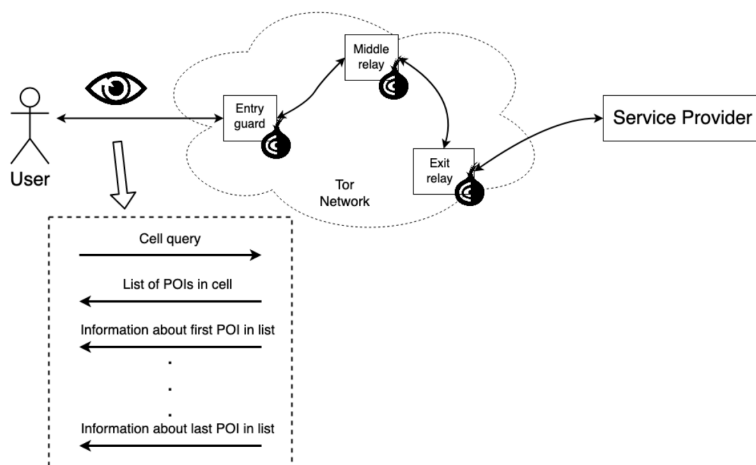 Middle
relay
Entry
guard
Service Provider
Exit
relay
User
Tor
Network
Cell query
List of POIs in cell
Information about first POI in list
.
.
.
Information about last POI in list